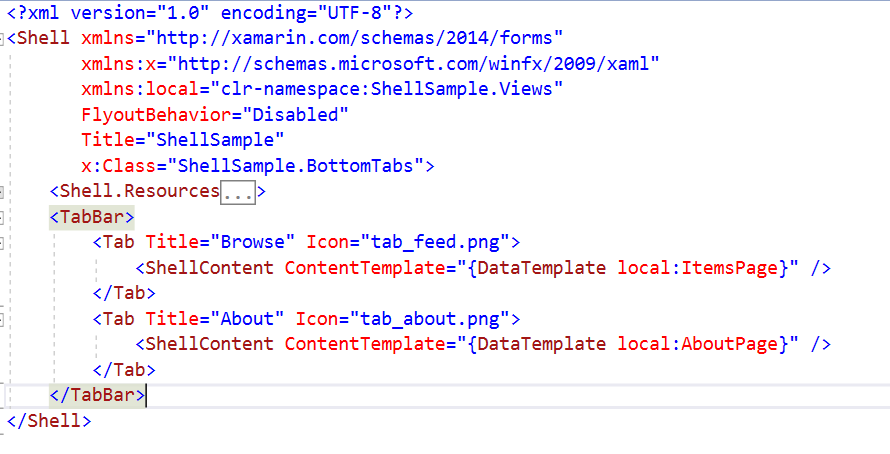 <?xml version="1.0" encoding="UTF-8"?>
<Shell xmlns="http://xamarin.com/schemas/2014/forms"
       xmlns:x="http://schemas.microsoft.com/winfx/2009/xaml"
       xmlns:local="clr-namespace:ShellSample.Views"
       FlyoutBehavior="Disabled"
       Title="ShellSample"
       x:Class="ShellSample.BottomTabs">
    <Shell.Resources...>
    <TabBar>
        <Tab Title="Browse" Icon="tab_feed.png">
            <ShellContent ContentTemplate="{DataTemplate local:ItemsPage}" />
        </Tab>
        <Tab Title="About" Icon="tab_about.png">
            <ShellContent ContentTemplate="{DataTemplate local:AboutPage}" />
        </Tab>
    </TabBar>
</Shell>